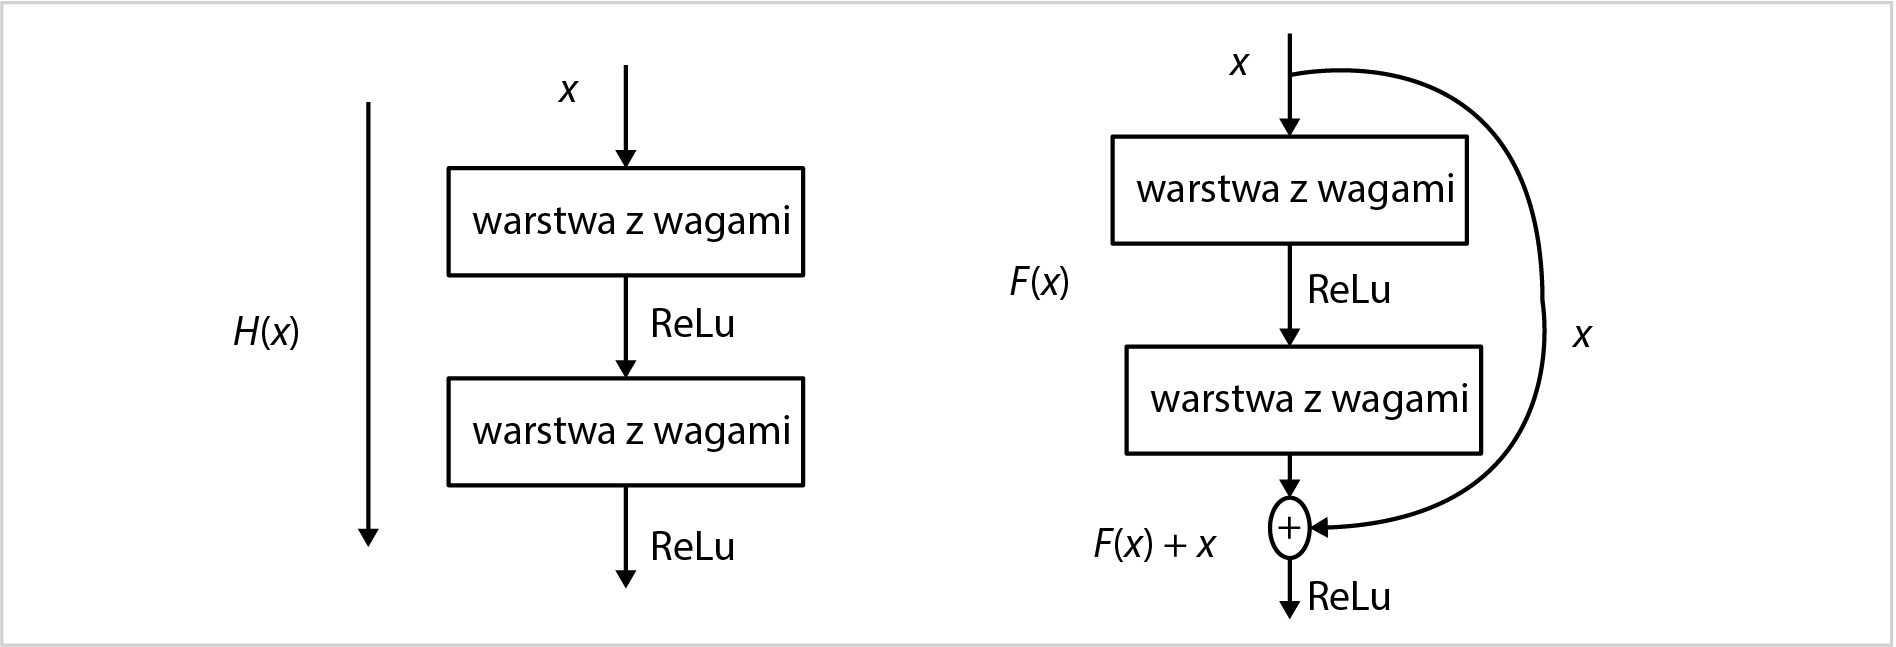 x
warstwa z wagami
H(x)
ReLu
warstwa z wagami
ReLu
x
warstwa z wagami
F(x)
ReLu
x
warstwa z wagami
+
F(x) + x
ReLu